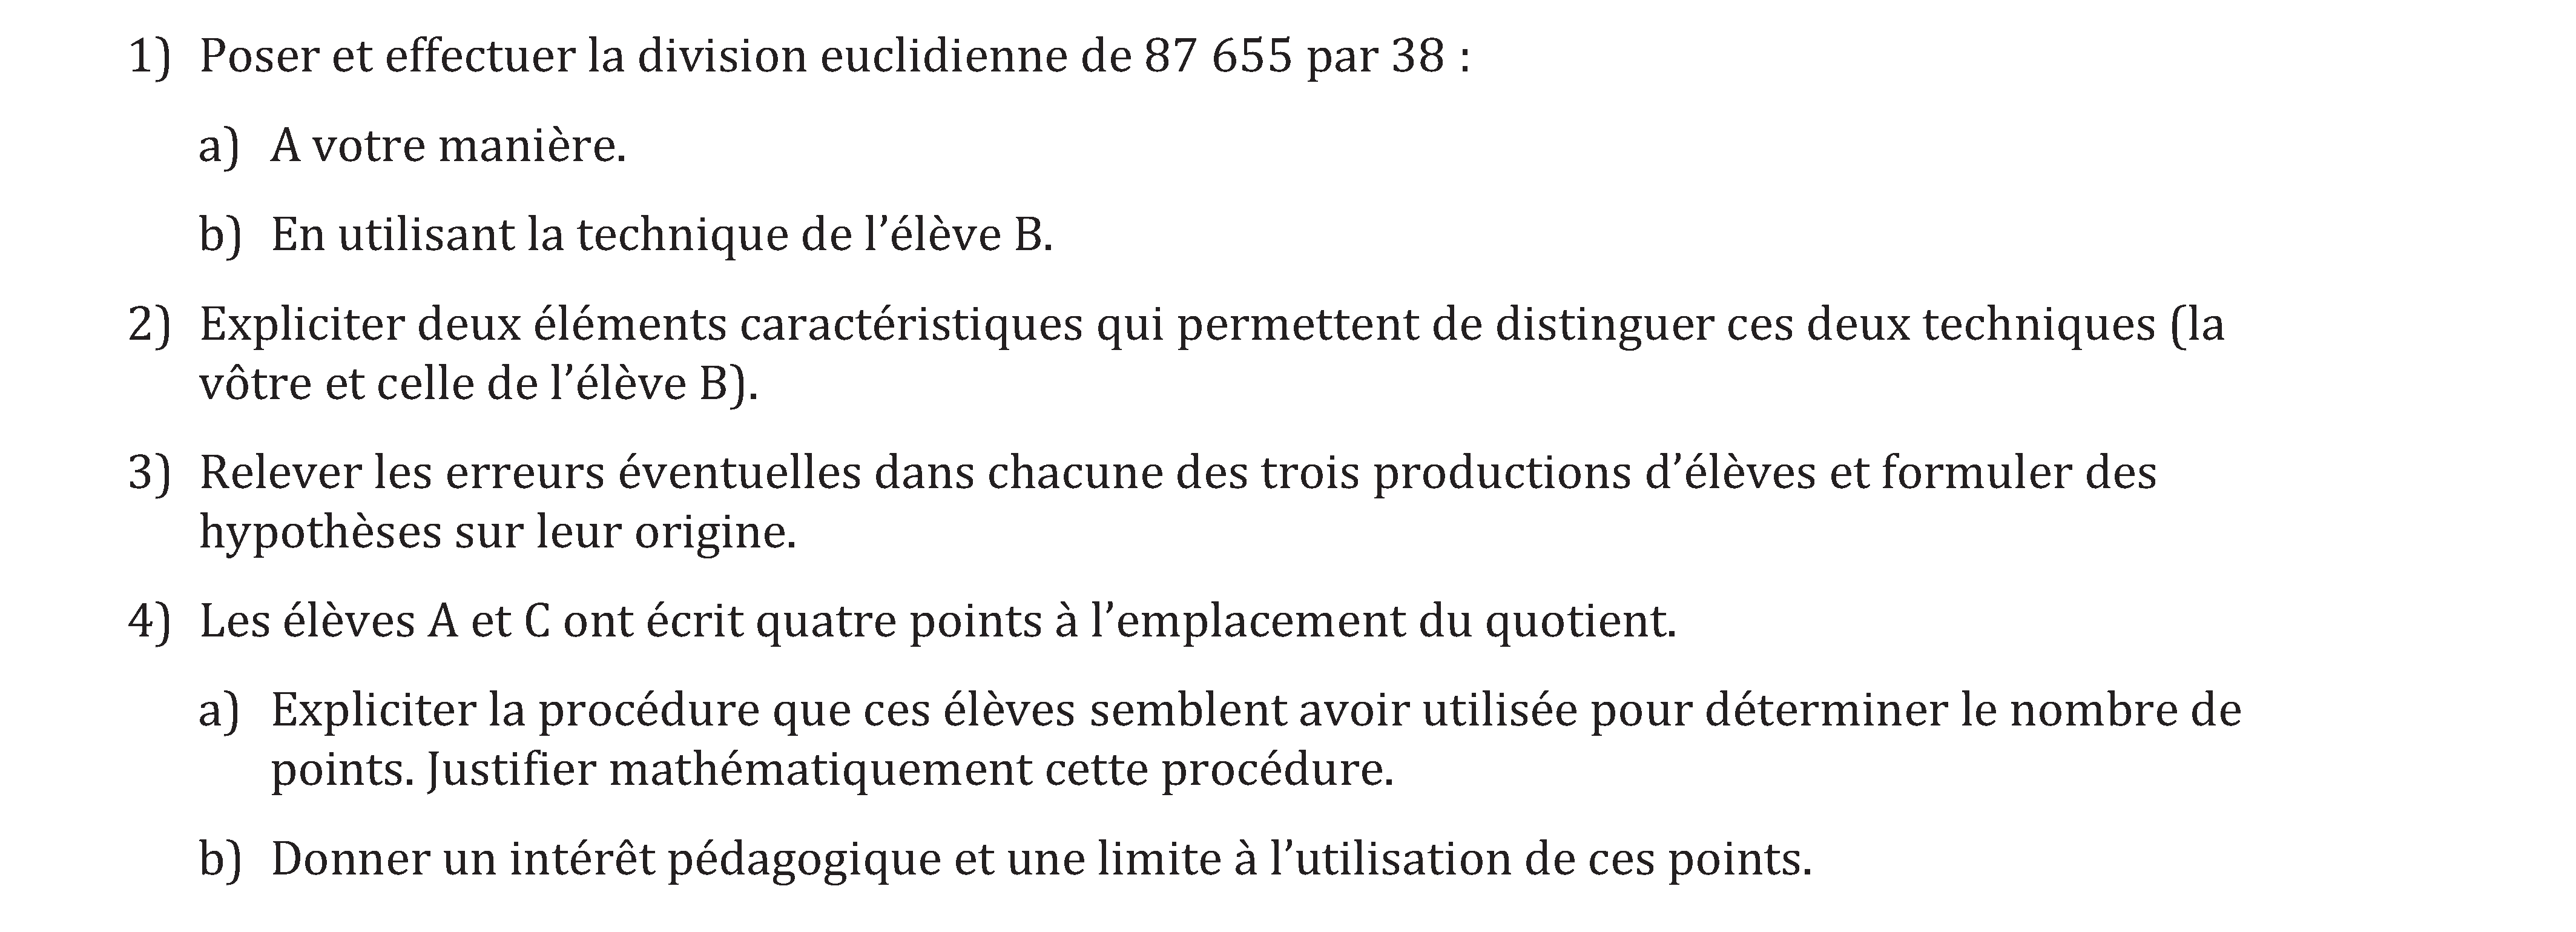 1) Poser et effectuer la division euclidienne de 87 655 par 38 :
a) A votre manière.
b) En utilisant la technique de l’élève B.
2) Expliciter deux éléments caractéristiques qui permettent de distinguer ces deux techniques (la
vôtre et celle de l’élève B).
3) Relever les erreurs éventuelles dans chacune des trois productions d’élèves et formuler des
hypothèses sur leur origine.
4) Les élèves A et C ont écrit quatre points à l’emplacement du quotient.
a) Expliciter la procédure que ces élèves semblent avoir utilisée pour déterminer le nombre de
points. Justifier mathématiquement cette procédure.
b) Donner un intérêt pédagogique et une limite à l’utilisation de ces points.